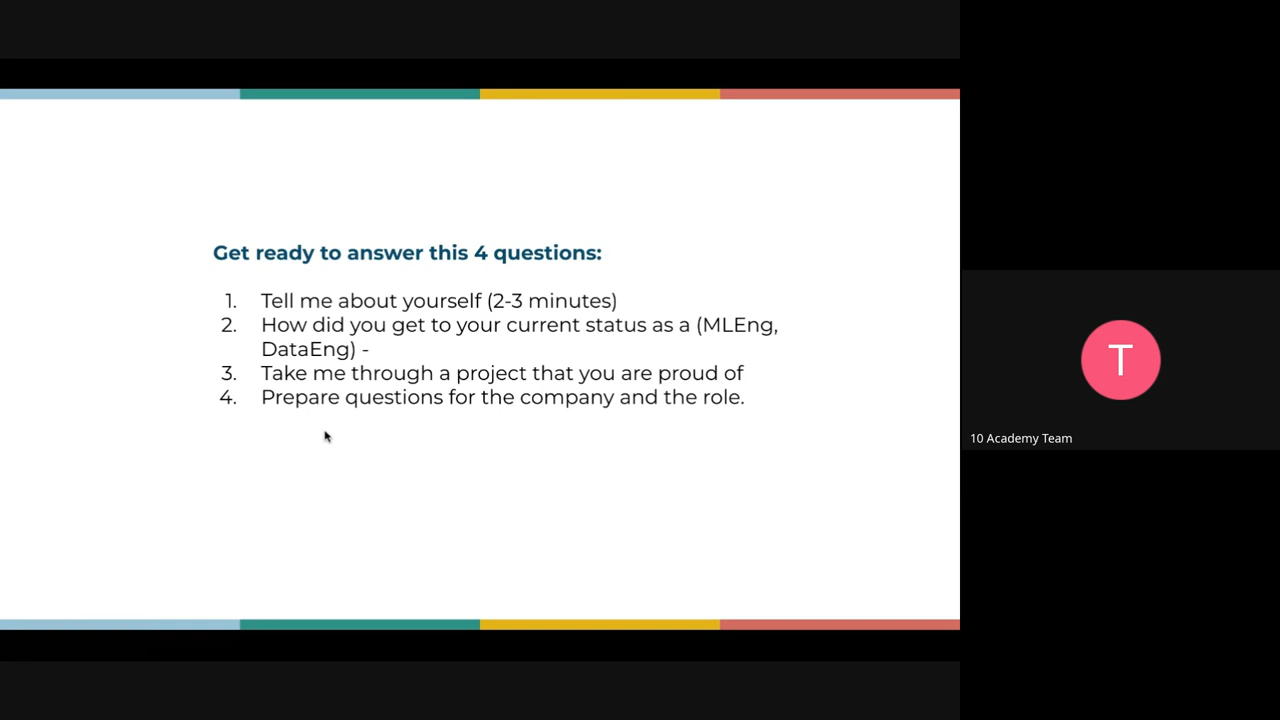 Get ready to answer this 4 questions:
1. Tell me about yourself (2-3 minutes)
2. How did you get to your current status as a (MLEng,
DataEng) -
3. Take me through a project that you are proud of
4. Prepare questions for the company and the role.
T
10 Academy Team